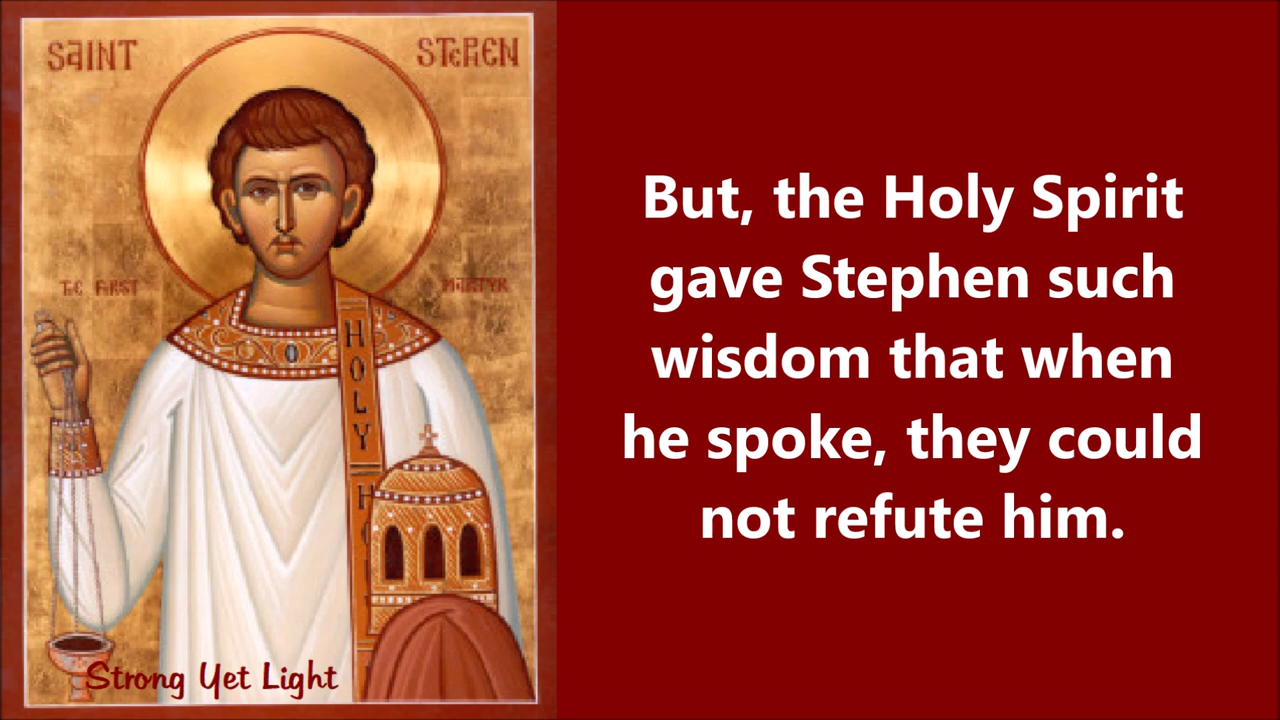 SAINT STEPHEN
THE FIRST MARTYR
HOLY
HO
Strong Yet Light
But, the Holy Spirit
gave Stephen such
wisdom that when
he spoke, they could
not refute him.